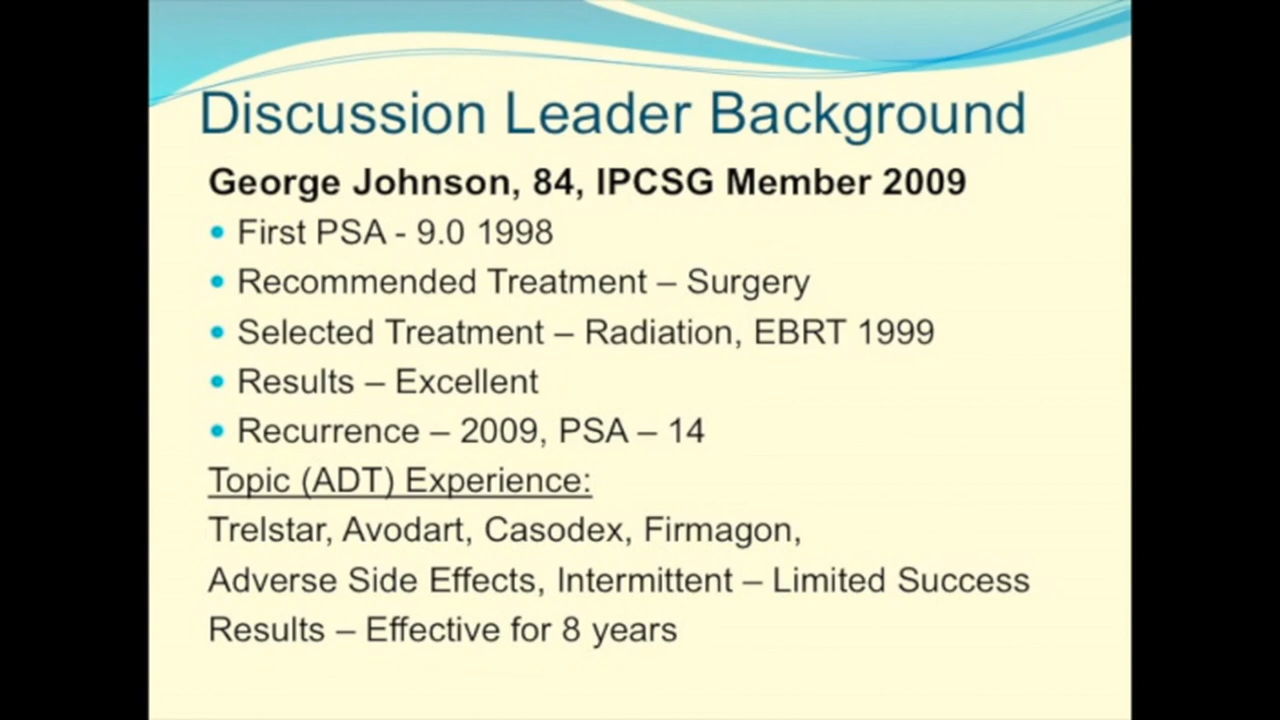 Discussion Leader Background
George Johnson, 84, IPCSG Member 2009
• First PSA - 9.0 1998
• Recommended Treatment – Surgery
• Selected Treatment – Radiation, EBRT 1999
• Results – Excellent
• Recurrence – 2009, PSA – 14
Topic (ADT) Experience:
Trelstar, Avodart, Casodex, Firmagon,
Adverse Side Effects, Intermittent – Limited Success
Results – Effective for 8 years